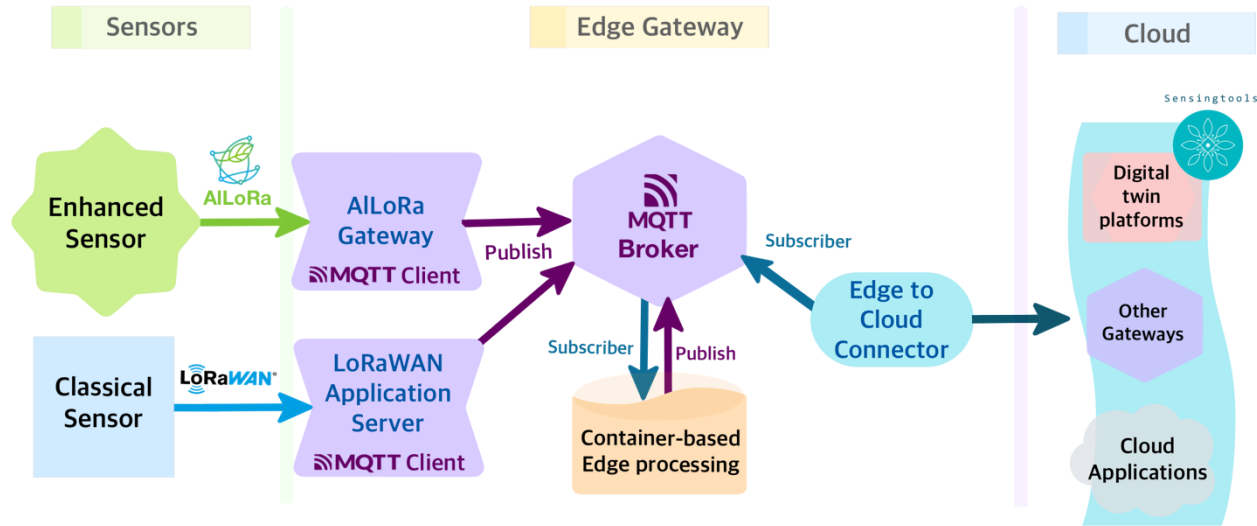 Sensors
Edge Gateway
Cloud
Sensingtools
Enhanced
Sensor
AlLoRa
AlLoRa
Gateway
MQTT Client
Publish
MQTT
Broker
Subscriber
Digital
twin
platforms
Edge to
Cloud
Connector
Other
Gateways
Classical
Sensor
LoRaWAN®
LoRaWAN
Application
Server
MQTT Client
Subscriber
Publish
Container-based
Edge processing
Cloud
Applications